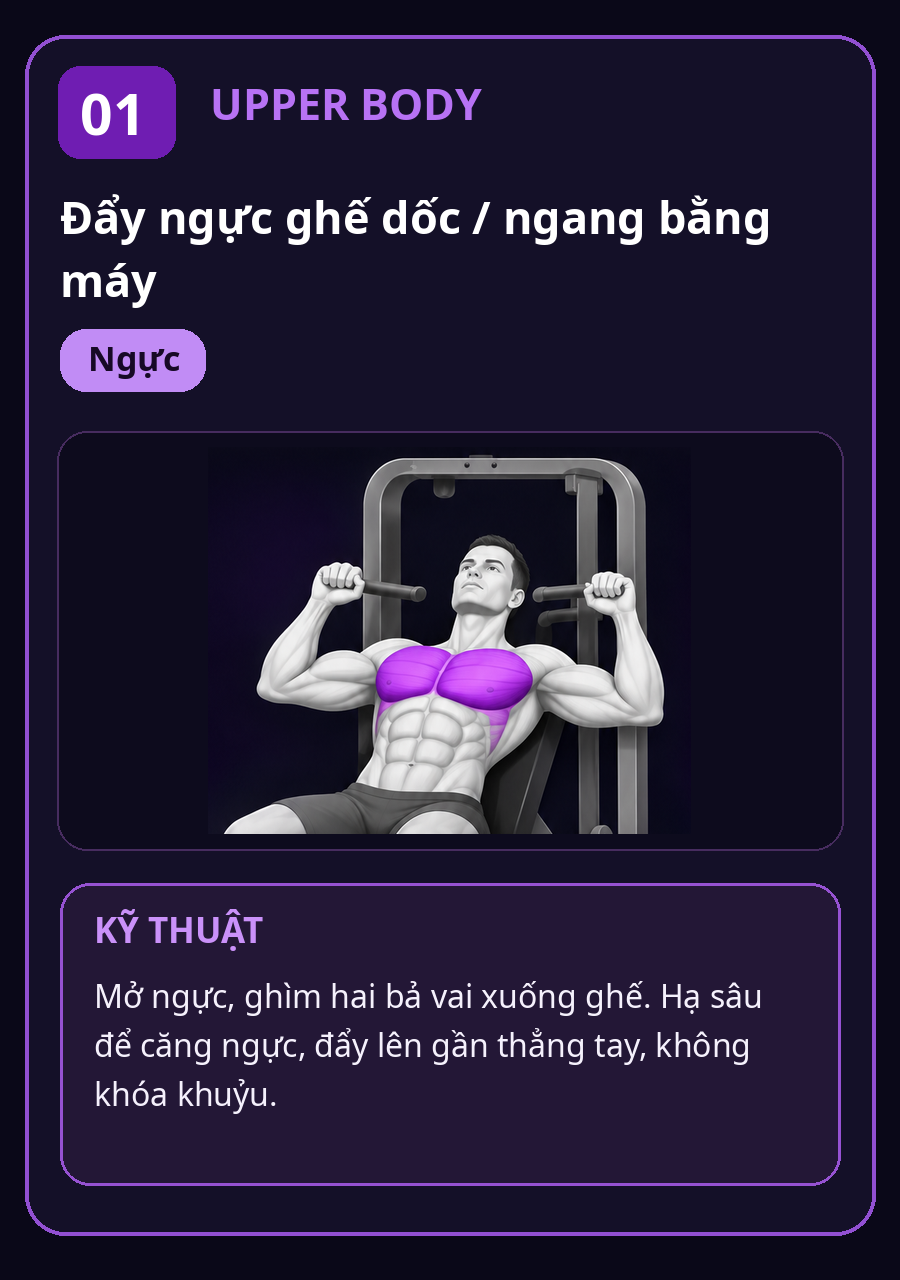 01
UPPER BODY
Đẩy ngực ghế dốc / ngang bằng
máy
Ngực
KỸ THUẬT
Mở ngực, ghìm hai bả vai xuống ghế. Hạ sâu
để căng ngực, đẩy lên gần thẳng tay, không
khóa khuỷu.